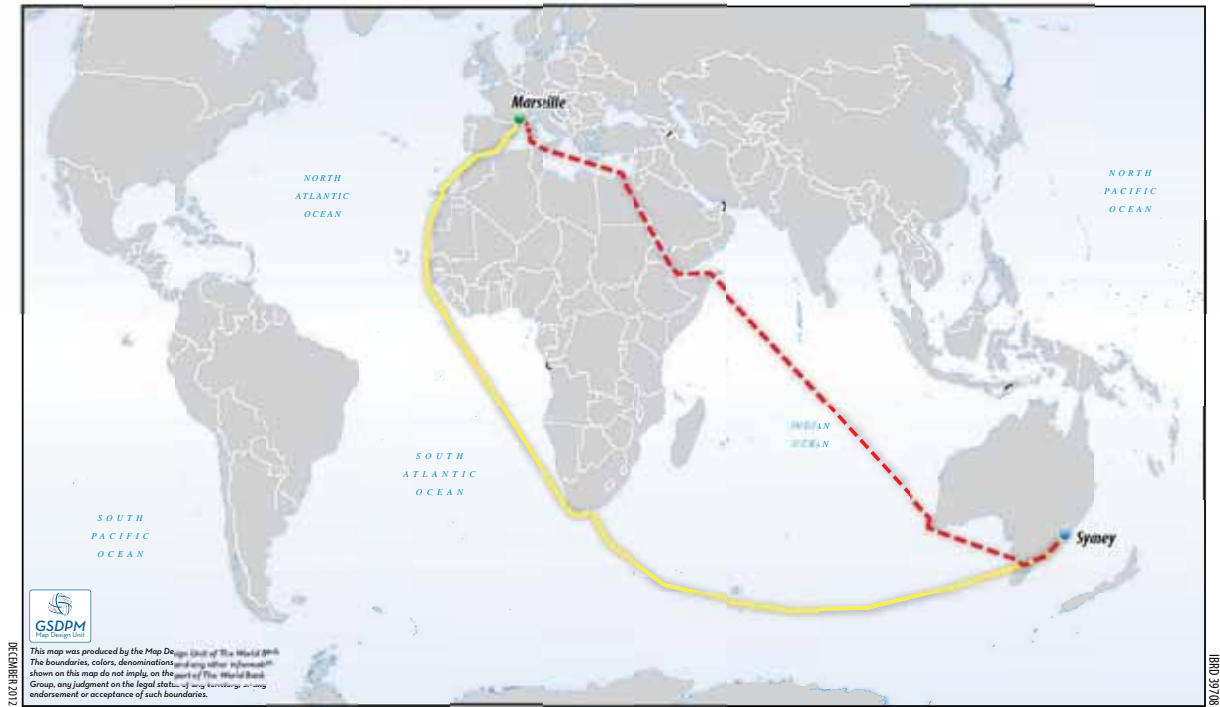 Marseille
NORTH
ATLANTIC
OCEAN
NORTH
PACIFIC
OCEAN
SOUTH
ATLANTIC
OCEAN
INDIAN
OCEAN
SOUTH
PACIFIC
OCEAN
Sydney
GSDPM
Map Design Unit
This map was produced by the Map Design Unit of The World Bank.
The boundaries, colors, denominations and any other information
shown on this map do not imply, on the part of The World Bank
Group, any judgment on the legal status of any territory, or any
endorsement or acceptance of such boundaries.
DECEMBER 2012
IBRD 39708